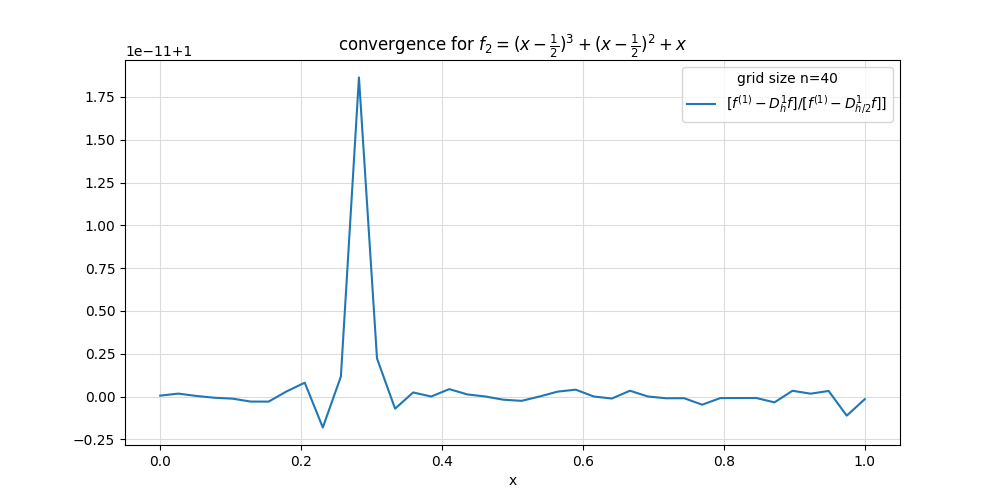 convergence for $f_2 = (x - \frac{1}{2})^3 + (x - \frac{1}{2})^2 + x$
1e−11+1
grid size n=40
$[f^{(1)} - D_h^1 f]/[f^{(1)} - D_{h/2}^1 f]]$
1.75
1.50
1.25
1.00
0.75
0.50
0.25
0.00
−0.25
0.0 0.2 0.4 0.6 0.8 1.0
x